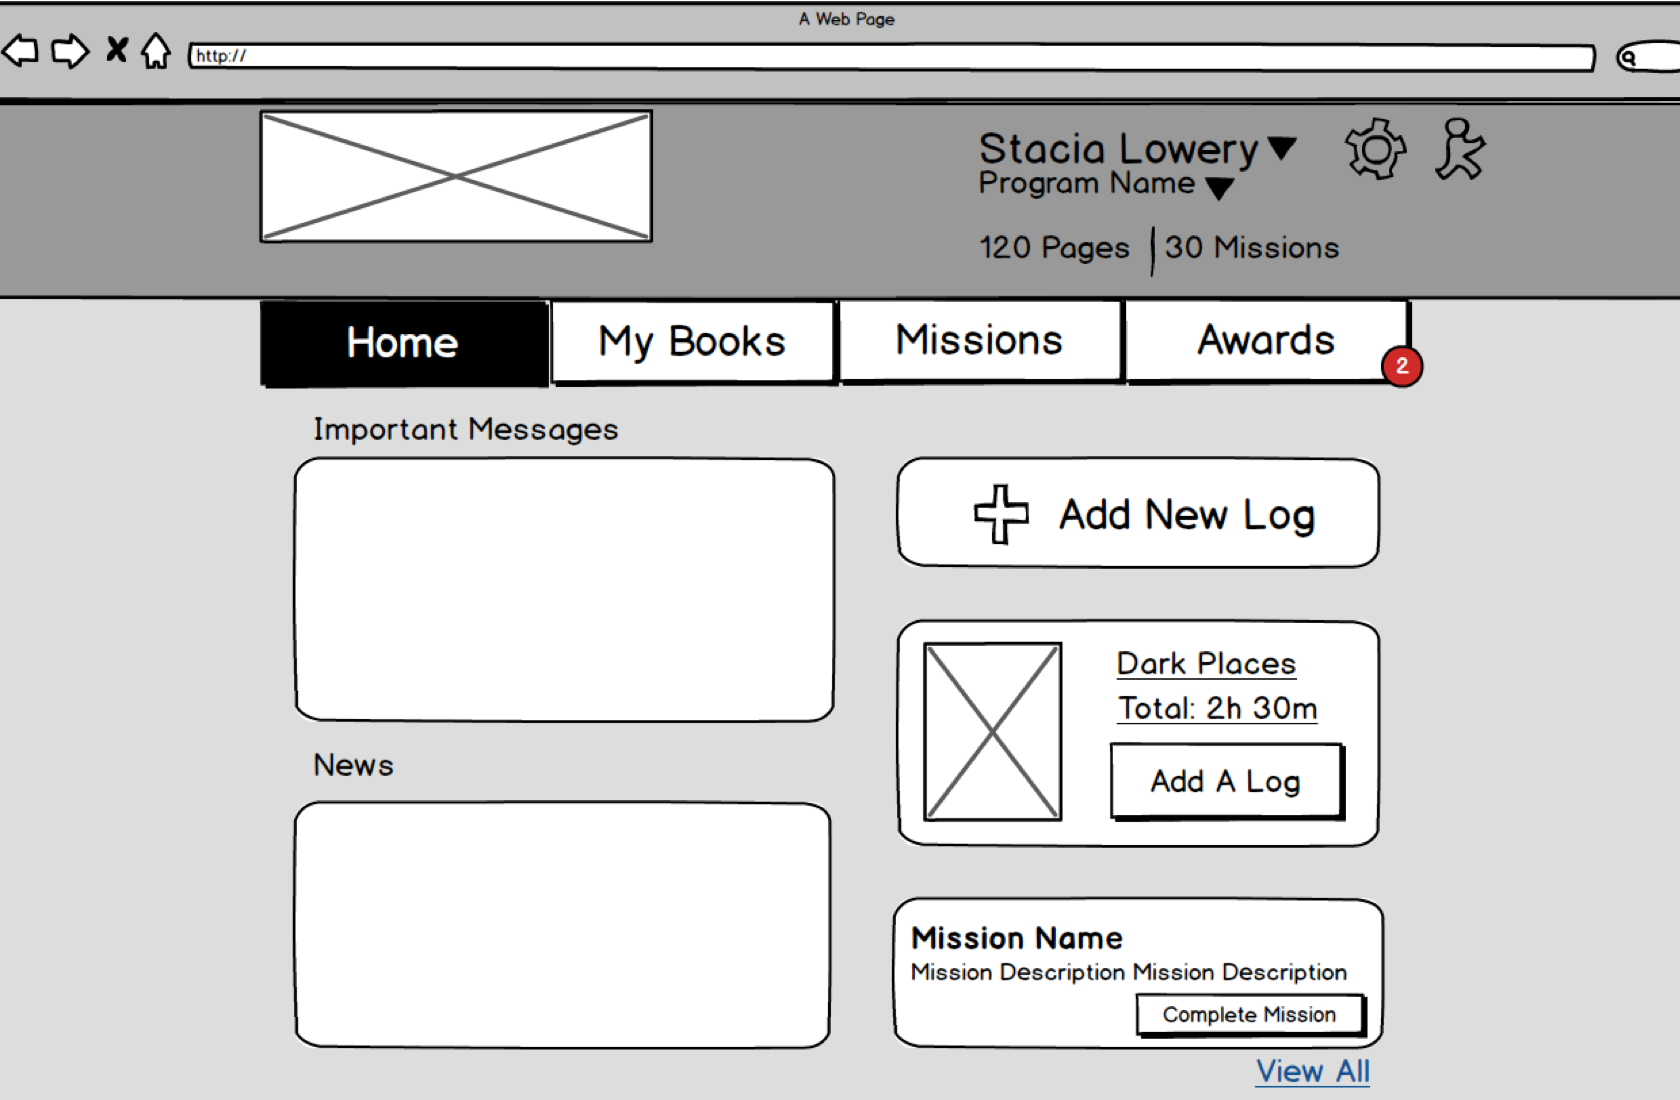 A Web Page
http://
Stacia Lowery
Program Name
120 Pages
30 Missions
Home
My Books
Missions
Awards
2
Important Messages
Add New Log
Dark Places
Total: 2h 30m
Add A Log
News
Mission Name
Mission Description Mission Description
Complete Mission
View All